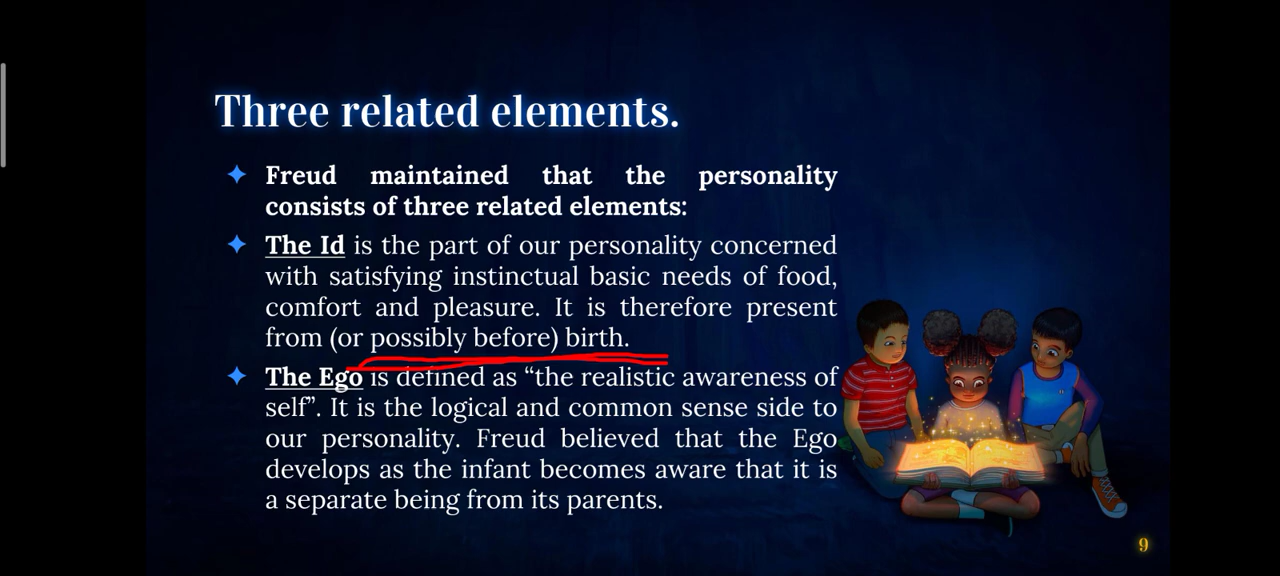 Three related elements.
Freud maintained that the personality
consists of three related elements:
The Id is the part of our personality concerned
with satisfying instinctual basic needs of food,
comfort and pleasure. It is therefore present
from (or possibly before) birth.
The Ego is defined as “the realistic awareness of
self”. It is the logical and common sense side to
our personality. Freud believed that the Ego
develops as the infant becomes aware that it is
a separate being from its parents.
9